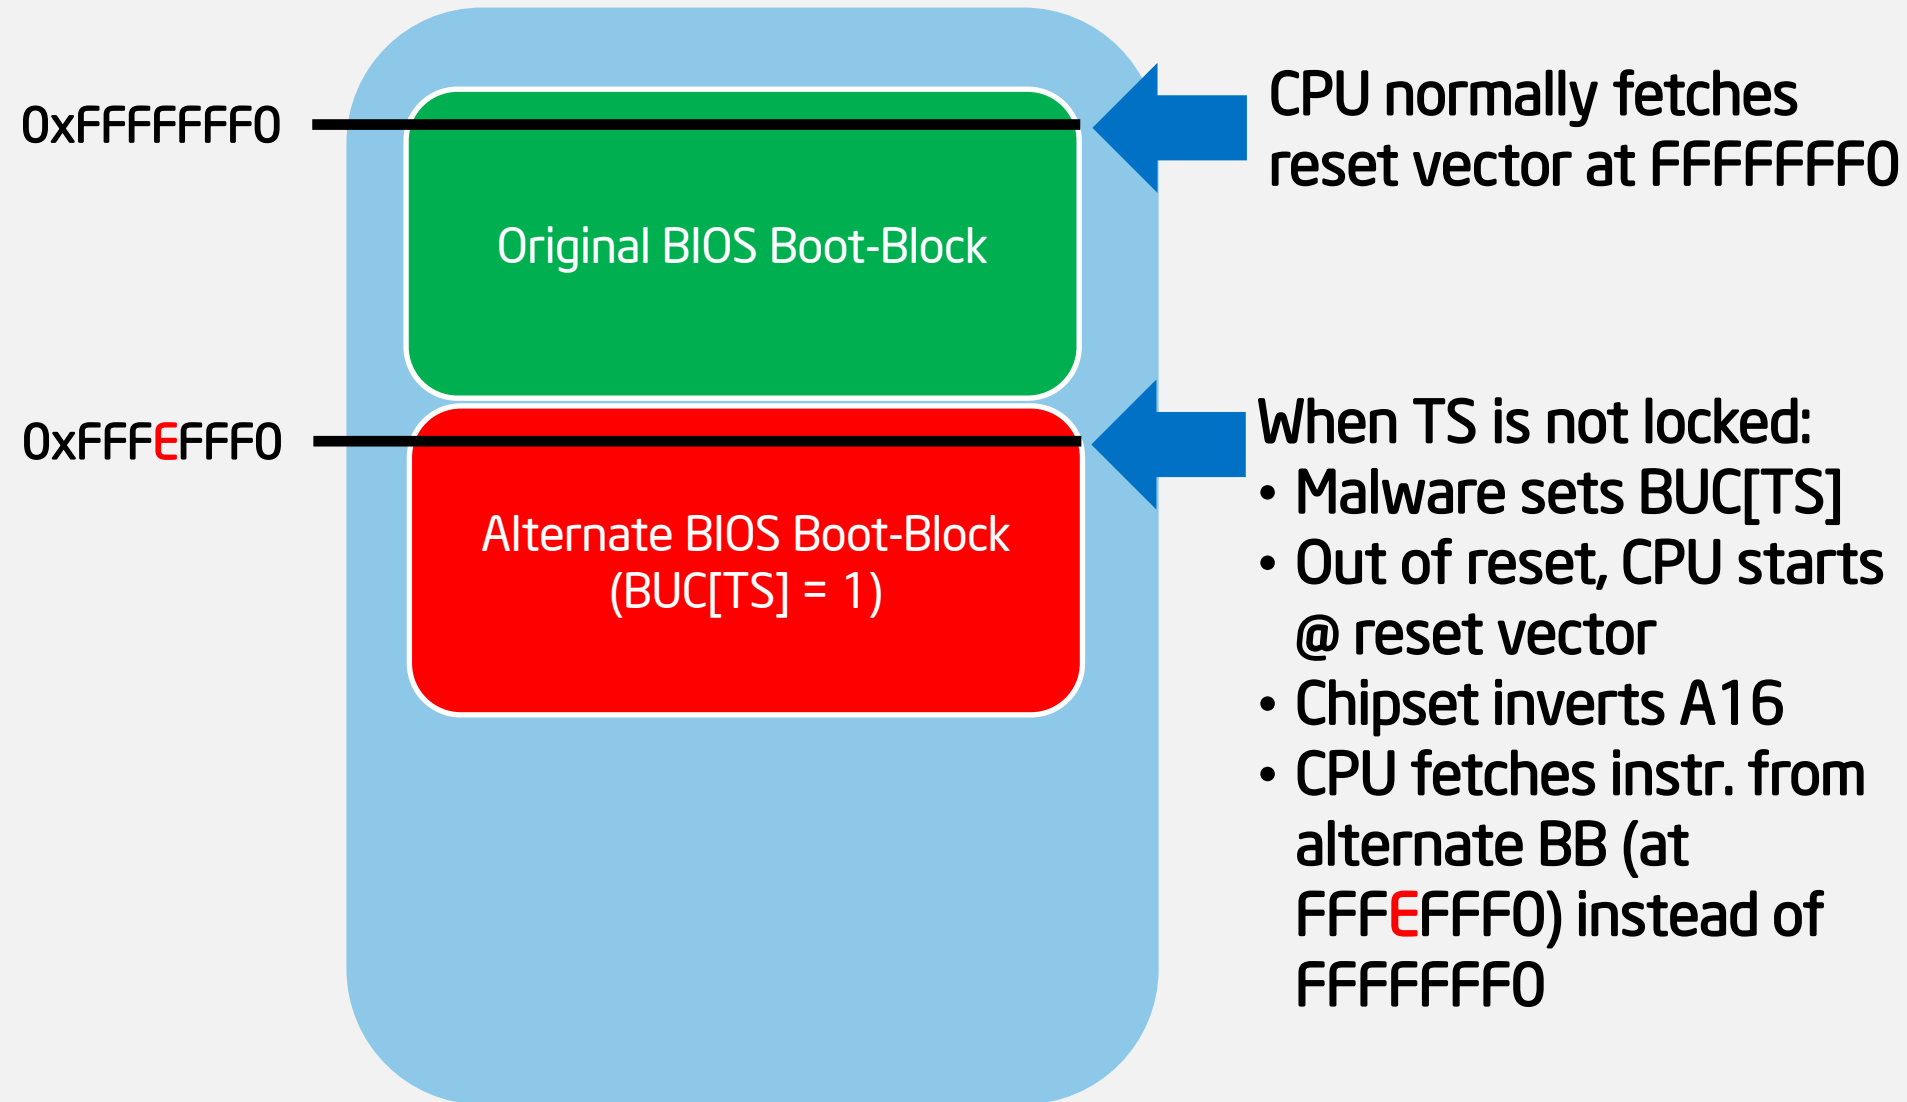 0xFFFFFFF0
Original BIOS Boot-Block
CPU normally fetches
reset vector at FFFFFFF0
0xFFFEFFF0
Alternate BIOS Boot-Block
(BUC[TS] = 1)
When TS is not locked:
• Malware sets BUC[TS]
• Out of reset, CPU starts
@ reset vector
• Chipset inverts A16
• CPU fetches instr. from
alternate BB (at
FFFEFFF0) instead of
FFFFFFF0